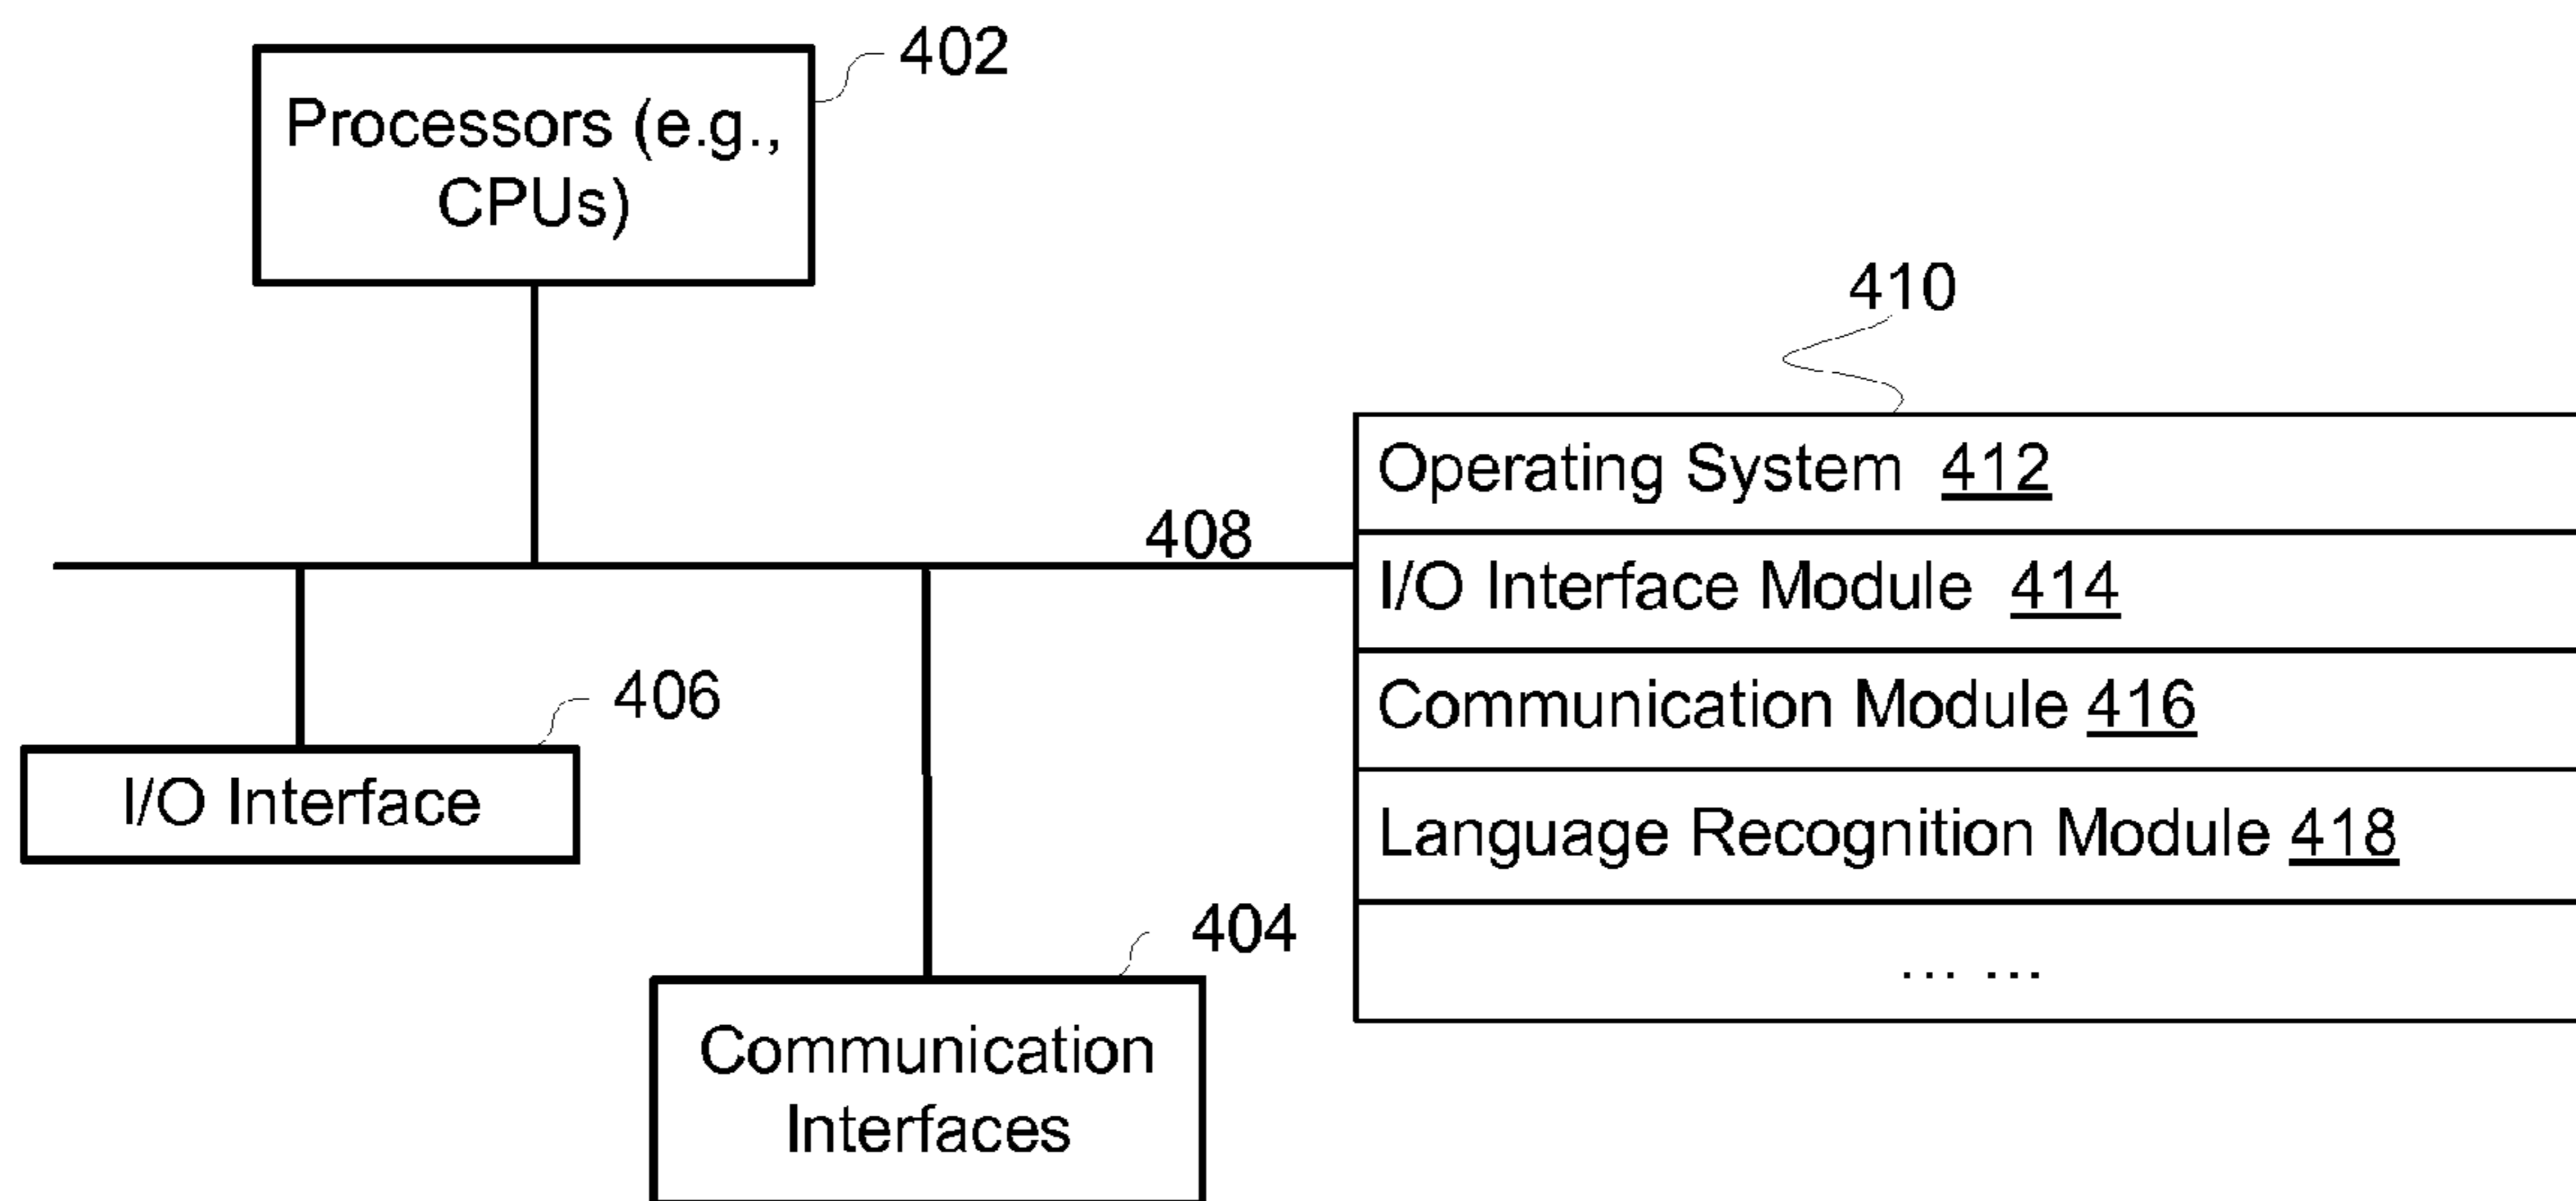 402
Processors (e.g.,
CPUs)
410
Operating System 412
408
I/O Interface Module 414
406
Communication Module 416
I/O Interface
Language Recognition Module 418
404
... ...
Communication
Interfaces